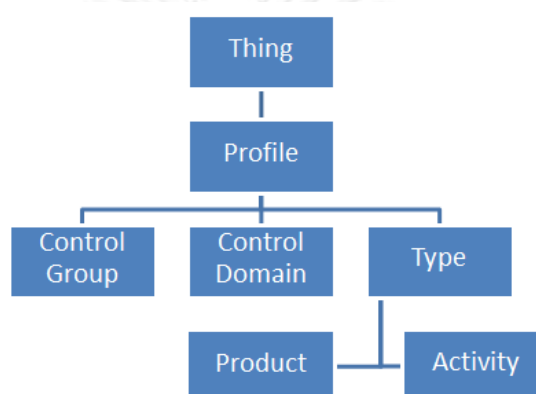 Thing
Profile
Control
Group
Control
Domain
Type
Product
Activity